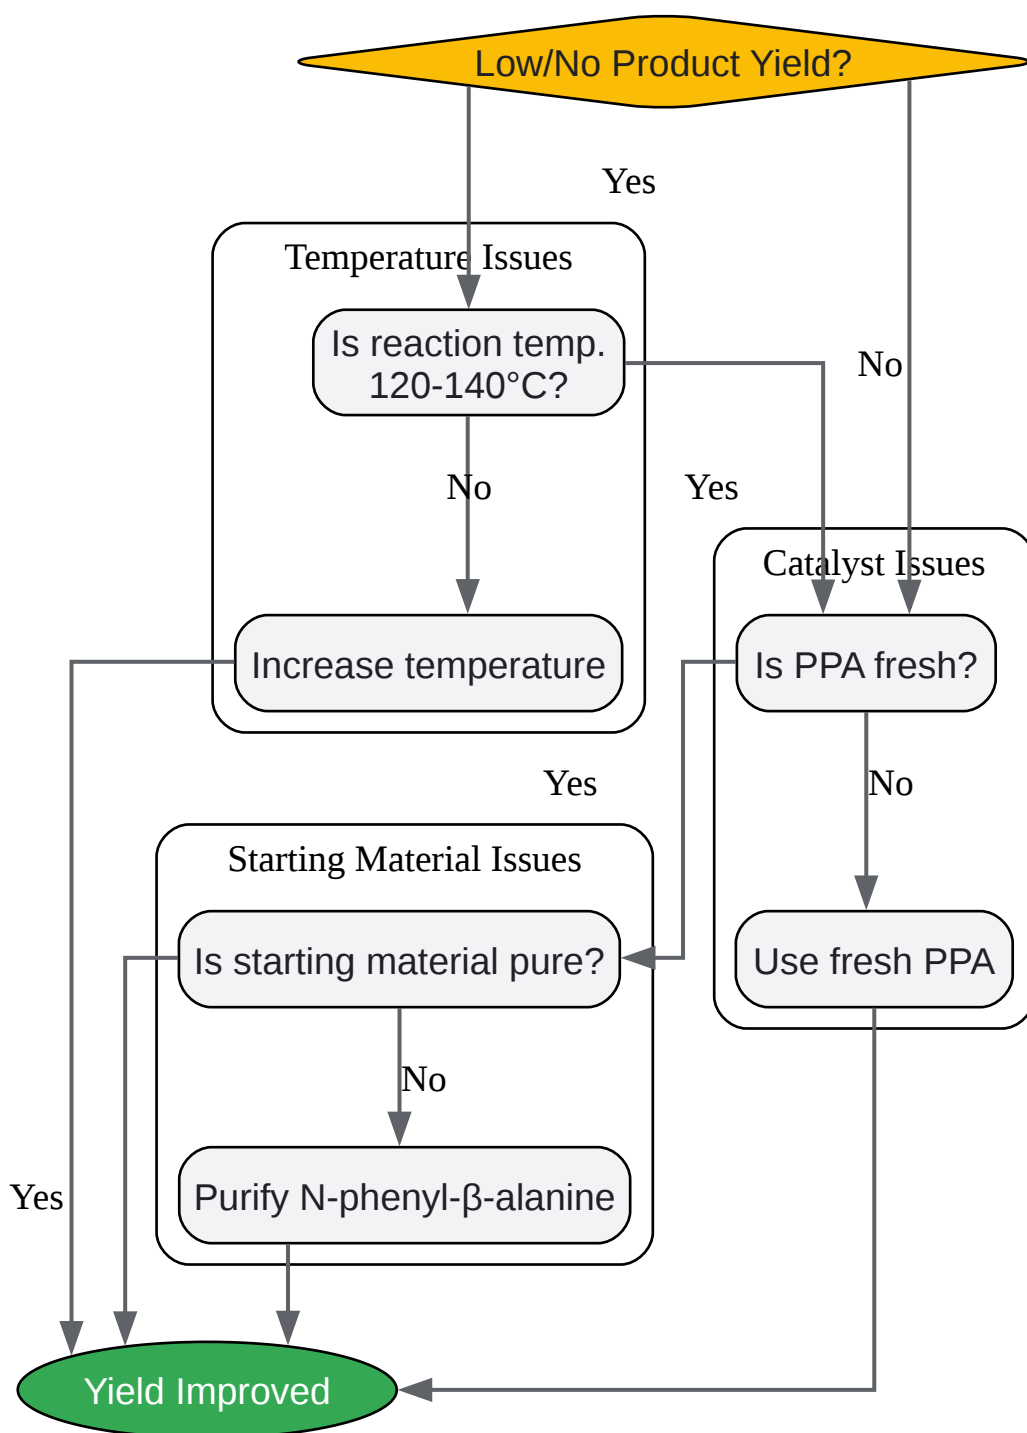 Low/No Product Yield?
Yes
Temperature Issues
Is reaction temp.
120-140°C?
No
No
Yes
Catalyst Issues
Increase temperature
Is PPA fresh?
Yes
No
Starting Material Issues
Is starting material pure?
Use fresh PPA
No
Purify N-phenyl-β-alanine
Yes
Yield Improved